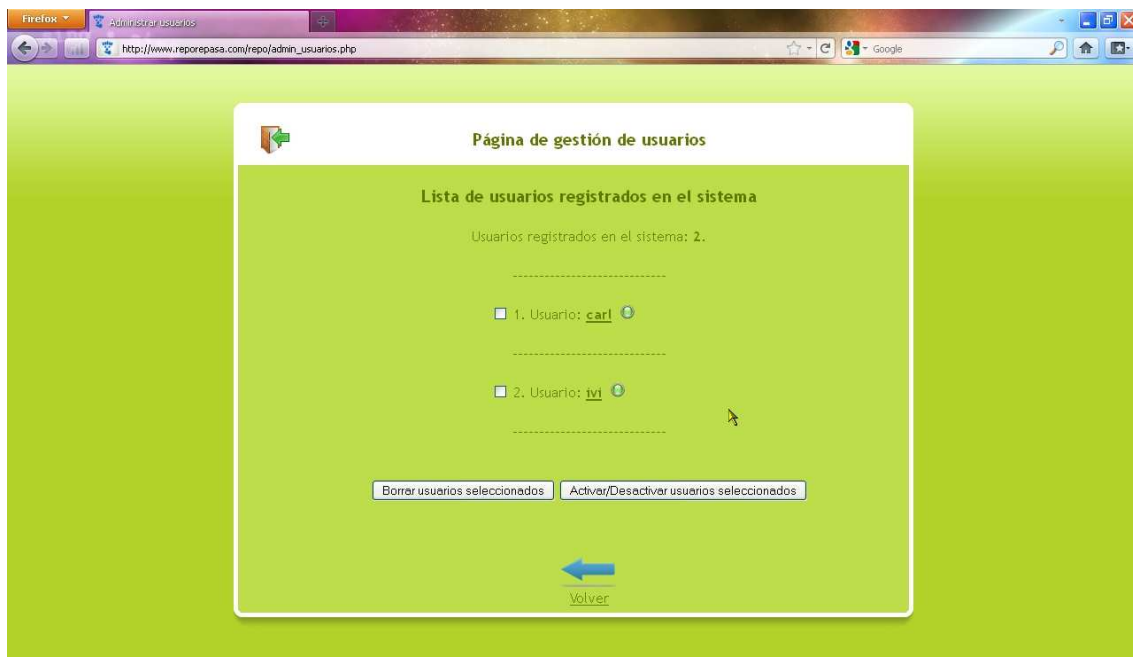 Firefox
Administrar usuarios
http://www.reporepasa.com/repo/admin_usuarios.php
Google
Página de gestión de usuarios
Lista de usuarios registrados en el sistema
Usuarios registrados en el sistema: 2.
-----------------------------
1. Usuario: carl
-----------------------------
2. Usuario: ivi
-----------------------------
Borrar usuarios seleccionados Activar/Desactivar usuarios seleccionados
Volver